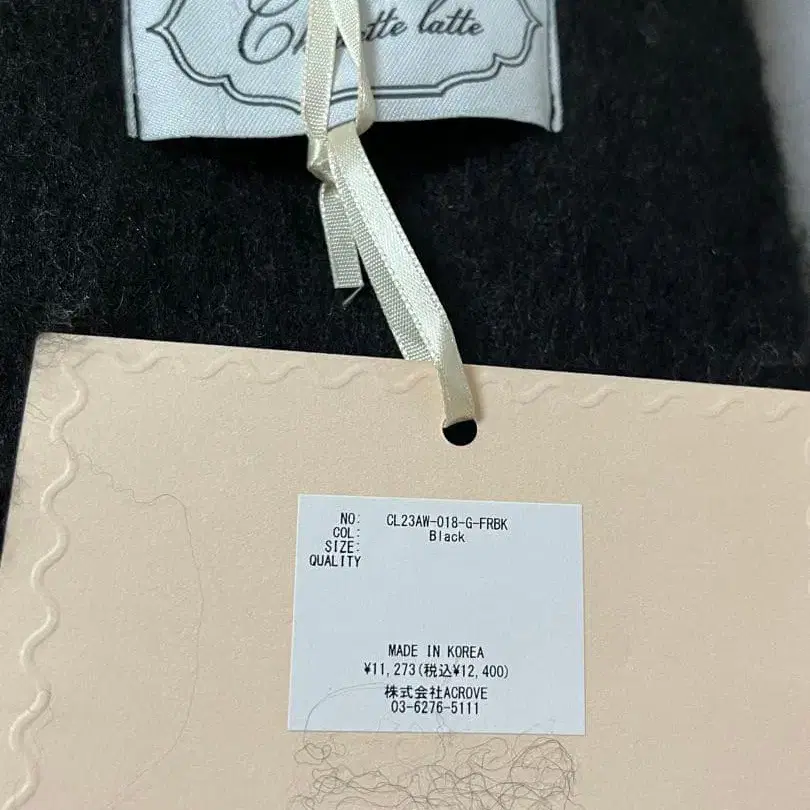 latte
NO: CL23AW-018-G-FRBK
COL: Black
SIZE:
QUALITY
MADE IN KOREA
¥11,273(税込¥12,400)
株式会社ACROVE
03-6276-5111